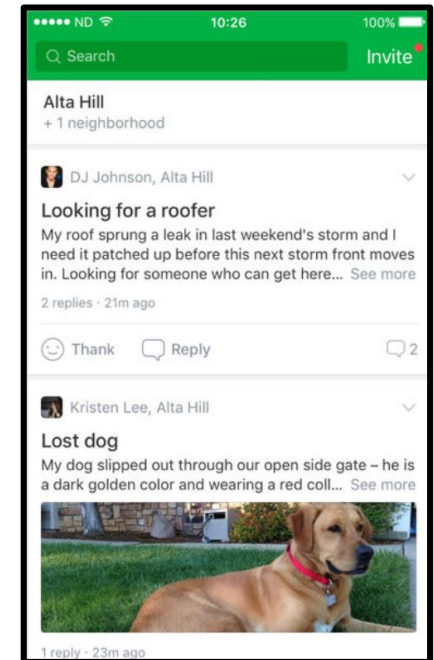 ND 10:26 100%
Search Invite
Alta Hill
+ 1 neighborhood
DJ Johnson, Alta Hill
Looking for a roofer
My roof sprung a leak in last weekend's storm and I
need it patched up before this next storm front moves
in. Looking for someone who can get here... See more
2 replies · 21m ago
Thank Reply 2
Kristen Lee, Alta Hill
Lost dog
My dog slipped out through our open side gate – he is
a dark golden color and wearing a red coll... See more
1 reply · 23m ago